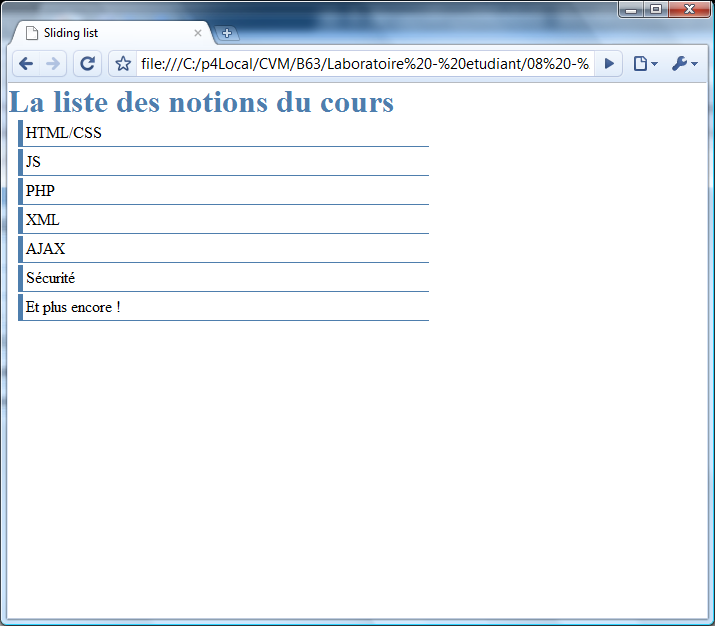 Sliding list
file:///C:/p4Local/CVM/B63/Laboratoire%20-%20etudiant/08%20-%
La liste des notions du cours
HTML/CSS
JS
PHP
XML
AJAX
Sécurité
Et plus encore !